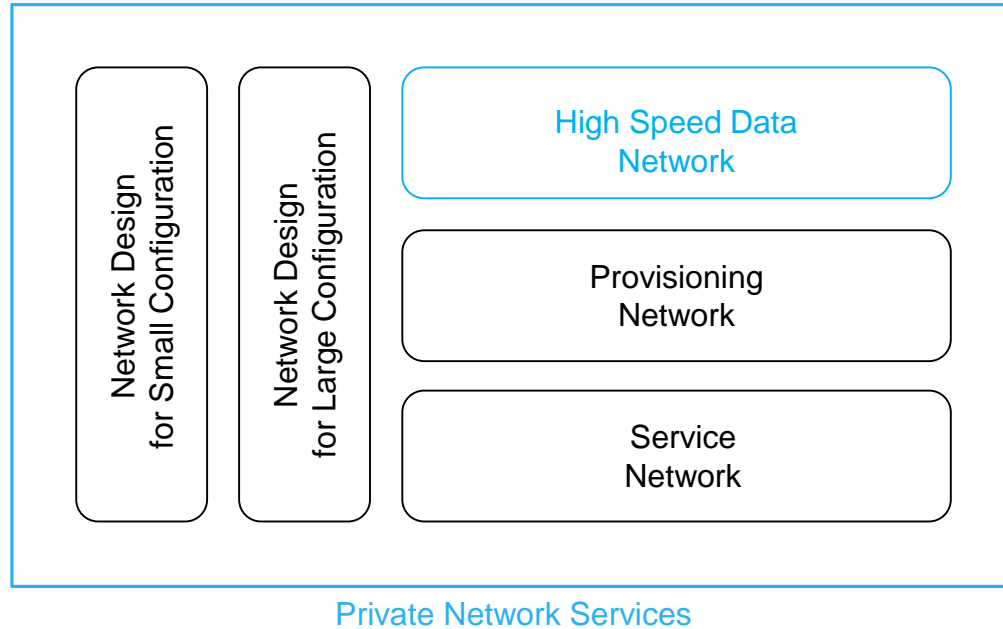 Network Design
for Small Configuration
Network Design
for Large Configuration
High Speed Data
Network
Provisioning
Network
Service
Network
Private Network Services